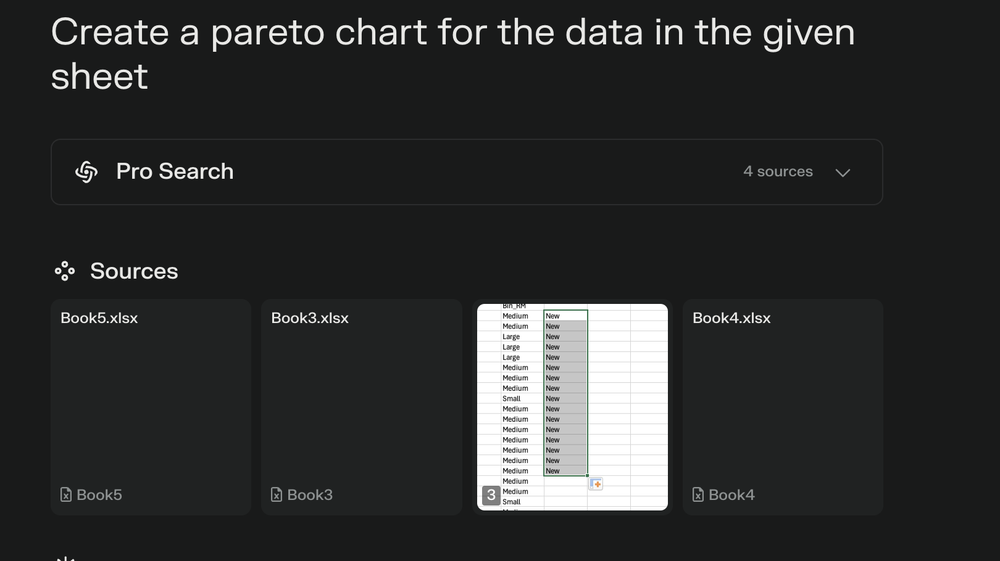 Create a pareto chart for the data in the given
sheet
Pro Search
4 sources
Sources
Book5.xlsx
Book5
Book3.xlsx
Book3
Bin_RM
Medium New
Medium New
Large New
Large New
Large New
Medium New
Medium New
Medium New
Small New
Medium New
Medium New
Medium New
Medium New
Medium New
Medium New
Medium New
Medium
Medium
Small
3
Book4.xlsx
Book4